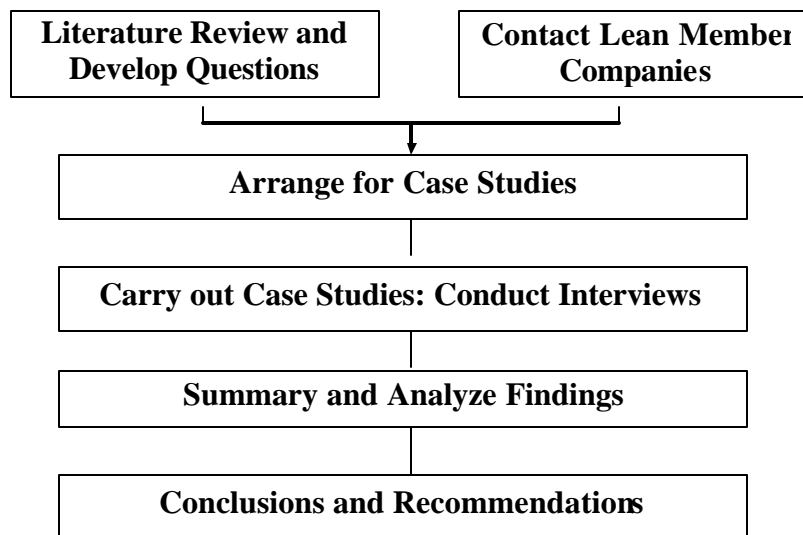 Literature Review and
Develop Questions
Contact Lean Member
Companies
Arrange for Case Studies
Carry out Case Studies: Conduct Interviews
Summary and Analyze Findings
Conclusions and Recommendations